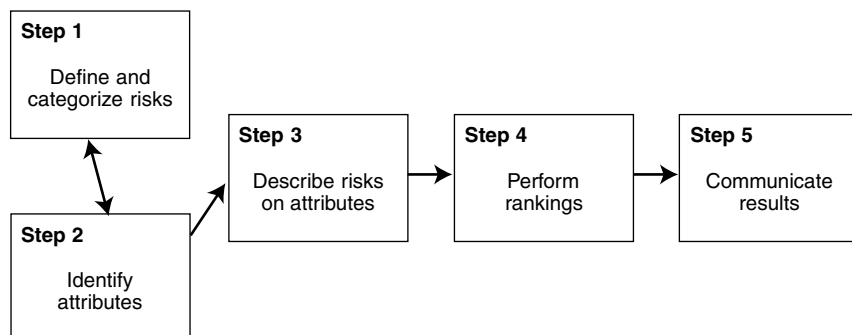 Step 1
Define and
categorize risks
Step 2
Identify
attributes
Step 3
Describe risks
on attributes
Step 4
Perform
rankings
Step 5
Communicate
results